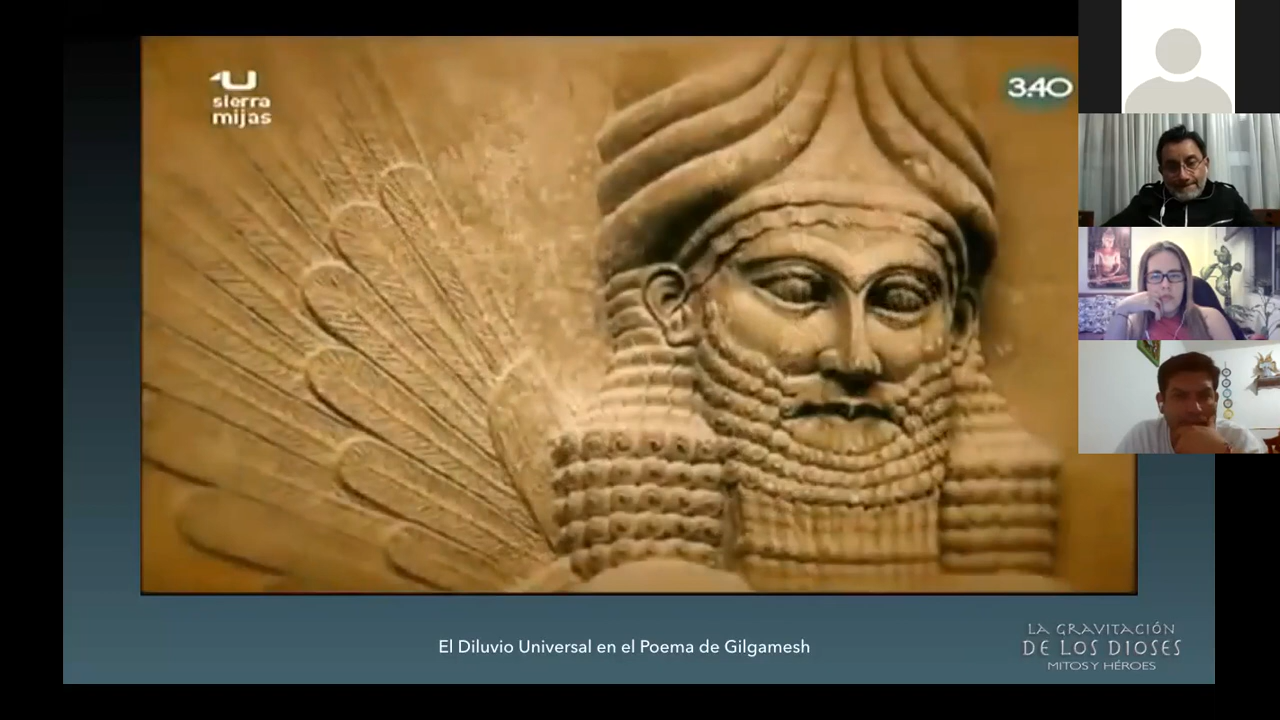 sierra
mijas
3.40
El Diluvio Universal en el Poema de Gilgamesh
LA GRAVITACIÓN
DE LOS DIOSES
MITOS Y HÉROES